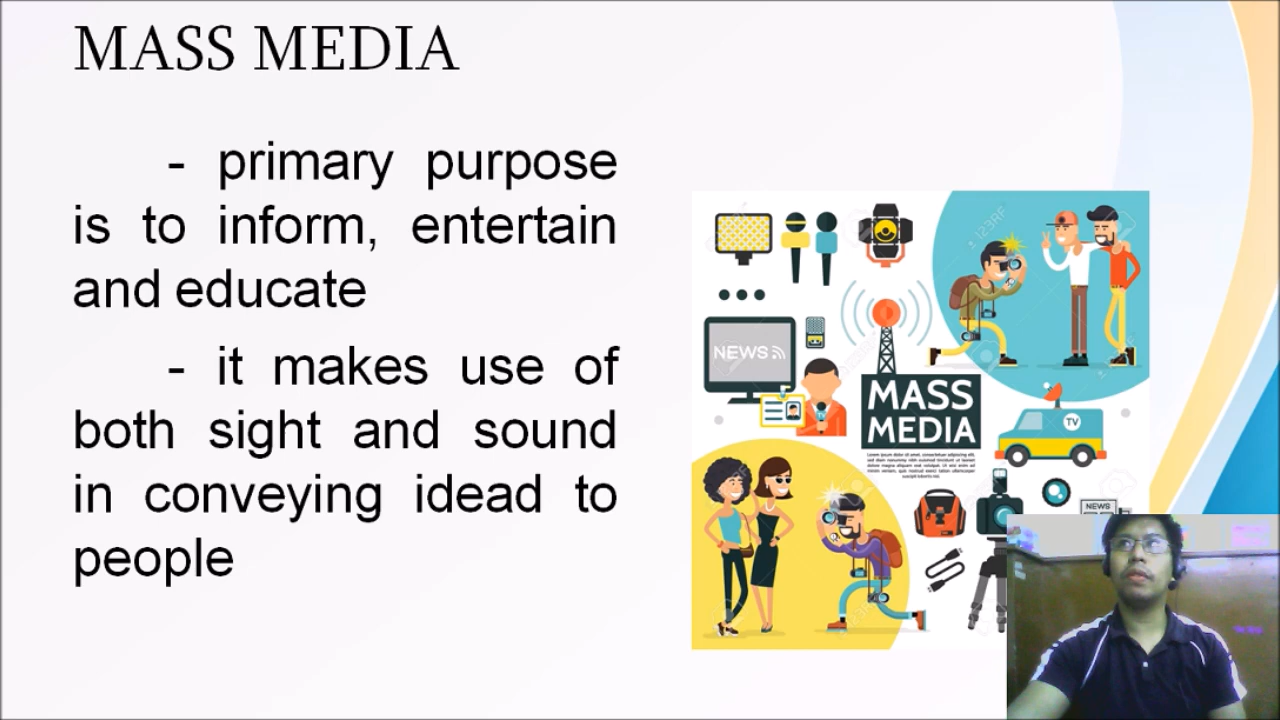 MASS MEDIA
- primary purpose
is to inform, entertain
and educate
- it makes use of
both sight and sound
in conveying idead to
people
NEWS
MASS
MEDIA
TV
NEWS
123RF